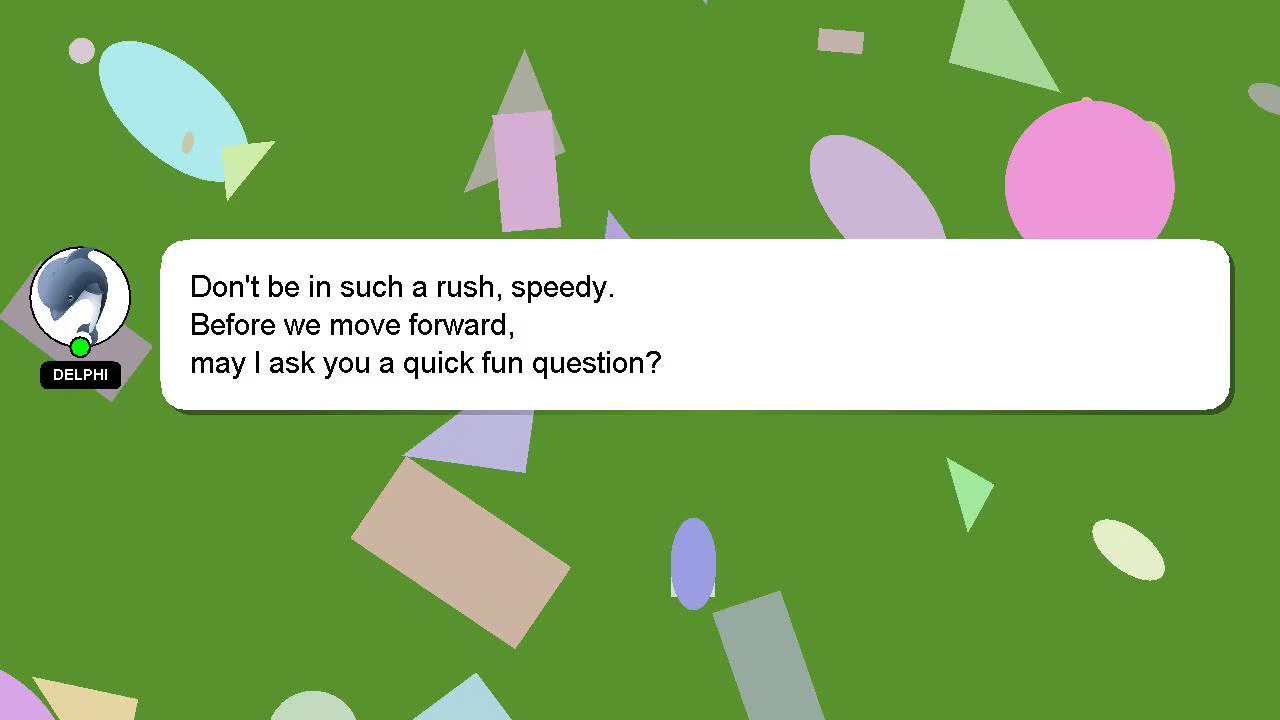 Don't be in such a rush, speedy.
Before we move forward,
may I ask you a quick fun question?
DELPHI